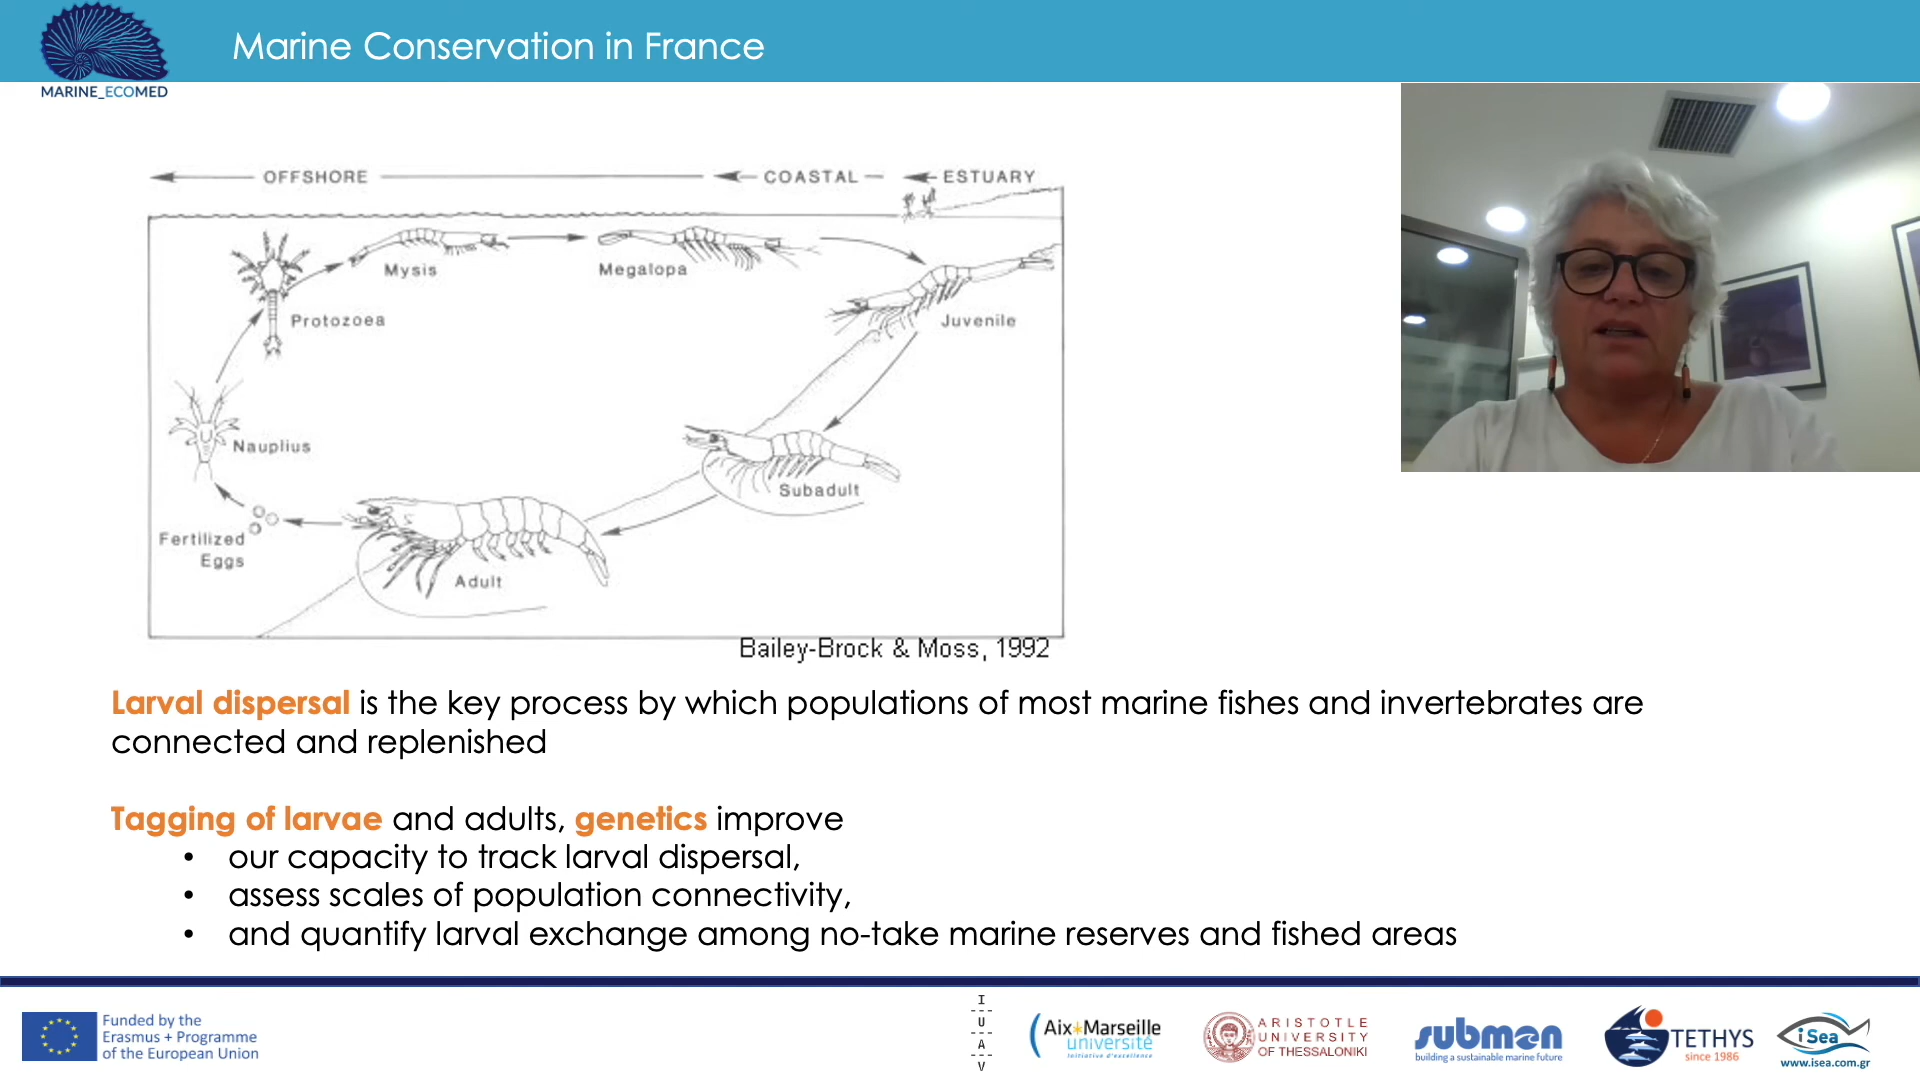 Marine Conservation in France
MARINE_ECOMED
OFFSHORE COASTAL ESTUARY
Mysis
Megalopa
Protozoea
Juvenile
Nauplius
Subadult
Fertilized
Eggs
Adult
Bailey-Brock & Moss, 1992
Larval dispersal is the key process by which populations of most marine fishes and invertebrates are
connected and replenished
Tagging of larvae and adults, genetics improve
• our capacity to track larval dispersal,
• assess scales of population connectivity,
• and quantify larval exchange among no-take marine reserves and fished areas
Funded by the
Erasmus + Programme
of the European Union
I
---
U
---
A
---
V
Aix*Marseille
université
Initiative d'excellence
ARISTOTLE
UNIVERSITY
OF THESSALONIKI
submon
building a sustainable marine future
TETHYS
since 1986
iSea
www.isea.com.gr